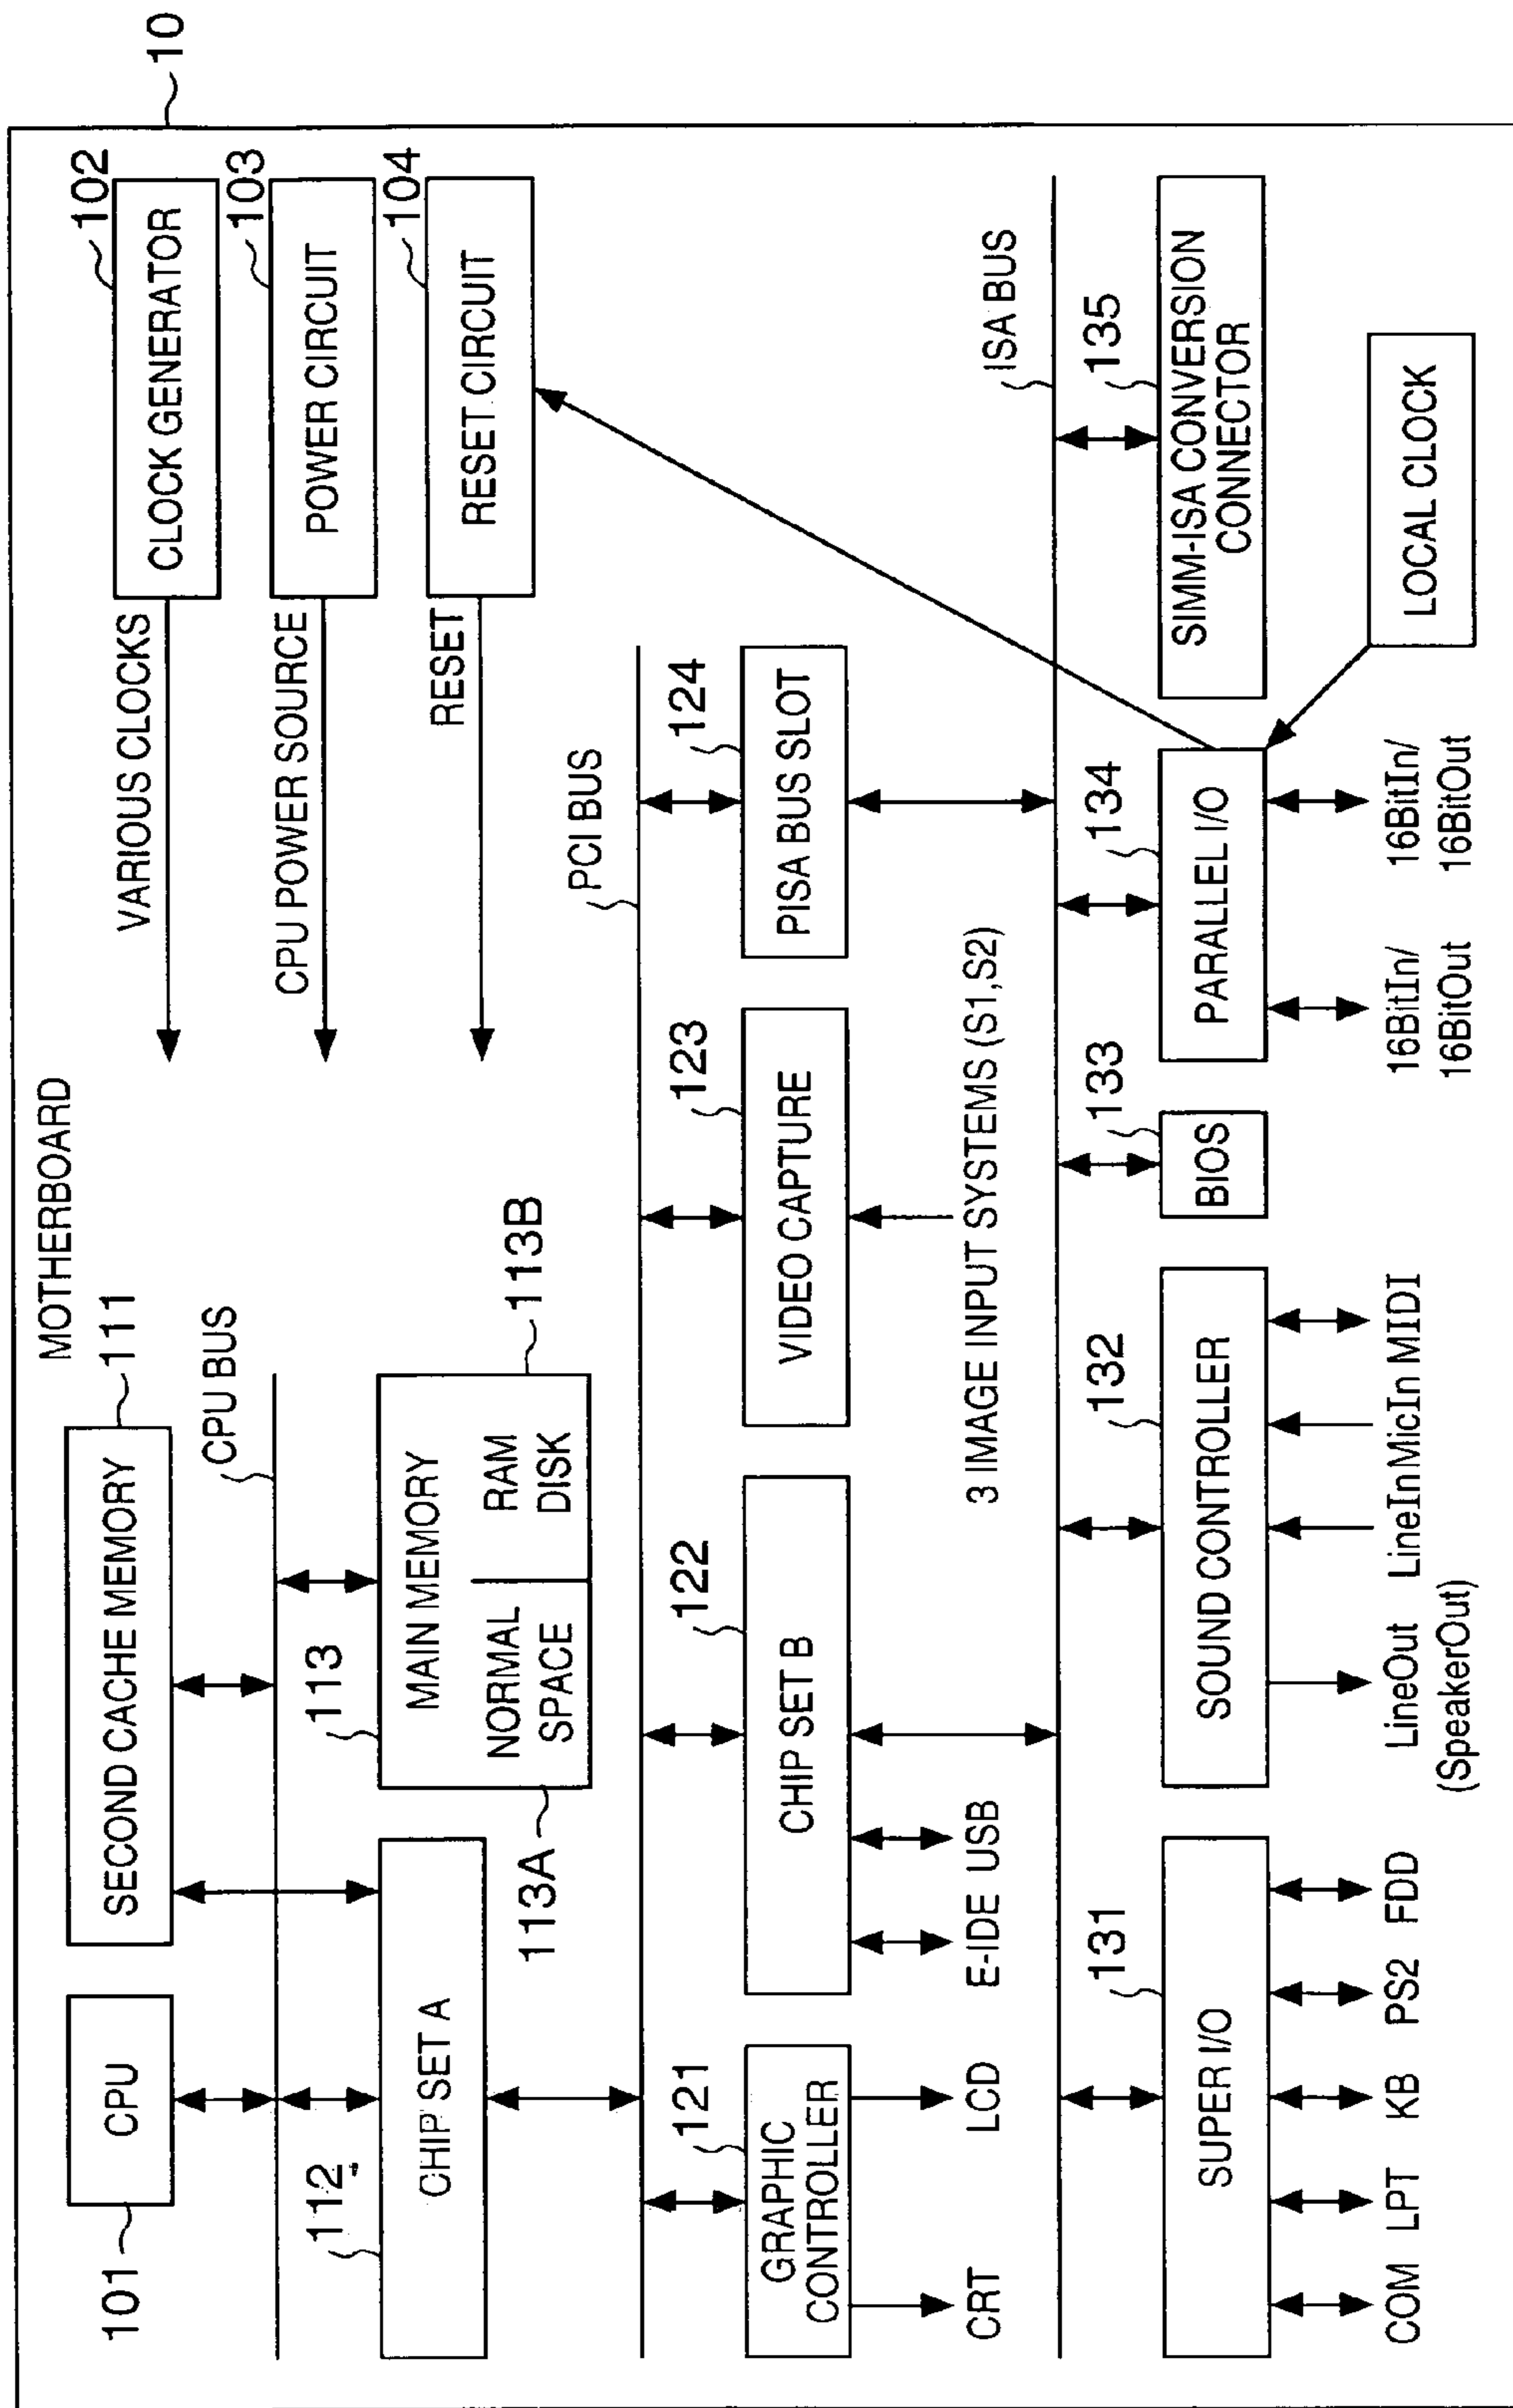 10
MOTHERBOARD
101
CPU
SECOND CACHE MEMORY
111
VARIOUS CLOCKS
CLOCK GENERATOR
102
CPU BUS
CPU POWER SOURCE
POWER CIRCUIT
103
112
CHIP SET A
113
MAIN MEMORY
NORMAL
SPACE
RAM
DISK
113A
113B
RESET
RESET CIRCUIT
104
PCI BUS
121
GRAPHIC
CONTROLLER
CRT
LCD
122
CHIP SET B
E-IDE
USB
123
VIDEO CAPTURE
3 IMAGE INPUT SYSTEMS (S1,S2)
124
PISA BUS SLOT
ISA BUS
131
SUPER I/O
COM
LPT
KB
PS2
FDD
132
SOUND CONTROLLER
LineOut
(SpeakerOut)
LineIn
MicIn
MIDI
133
BIOS
134
PARALLEL I/O
16BitIn/
16BitOut
16BitIn/
16BitOut
135
SIMM-ISA CONVERSION
CONNECTOR
LOCAL CLOCK